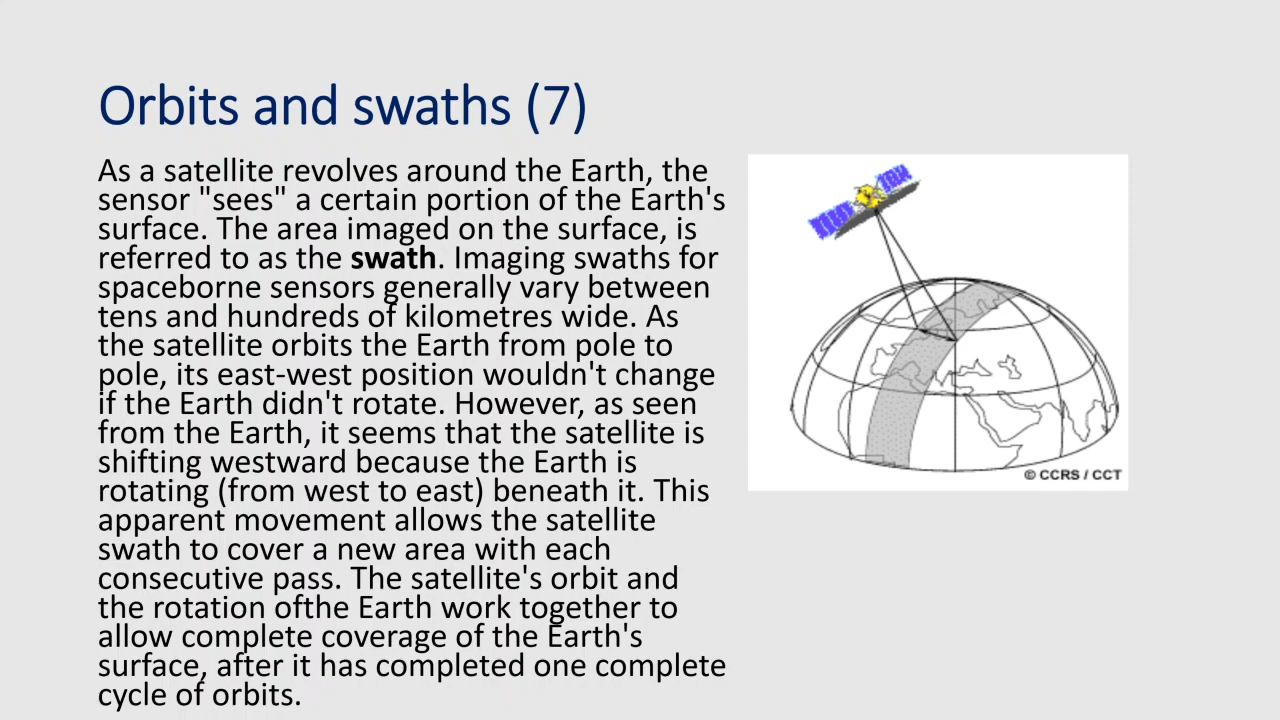 Orbits and swaths (7)
As a satellite revolves around the Earth, the
sensor "sees" a certain portion of the Earth's
surface. The area imaged on the surface, is
referred to as the swath. Imaging swaths for
spaceborne sensors generally vary between
tens and hundreds of kilometres wide. As
the satellite orbits the Earth from pole to
pole, its east-west position wouldn't change
if the Earth didn't rotate. However, as seen
from the Earth, it seems that the satellite is
shifting westward because the Earth is
rotating (from west to east) beneath it. This
apparent movement allows the satellite
swath to cover a new area with each
consecutive pass. The satellite's orbit and
the rotation ofthe Earth work together to
allow complete coverage of the Earth's
surface, after it has completed one complete
cycle of orbits.
© CCRS / CCT